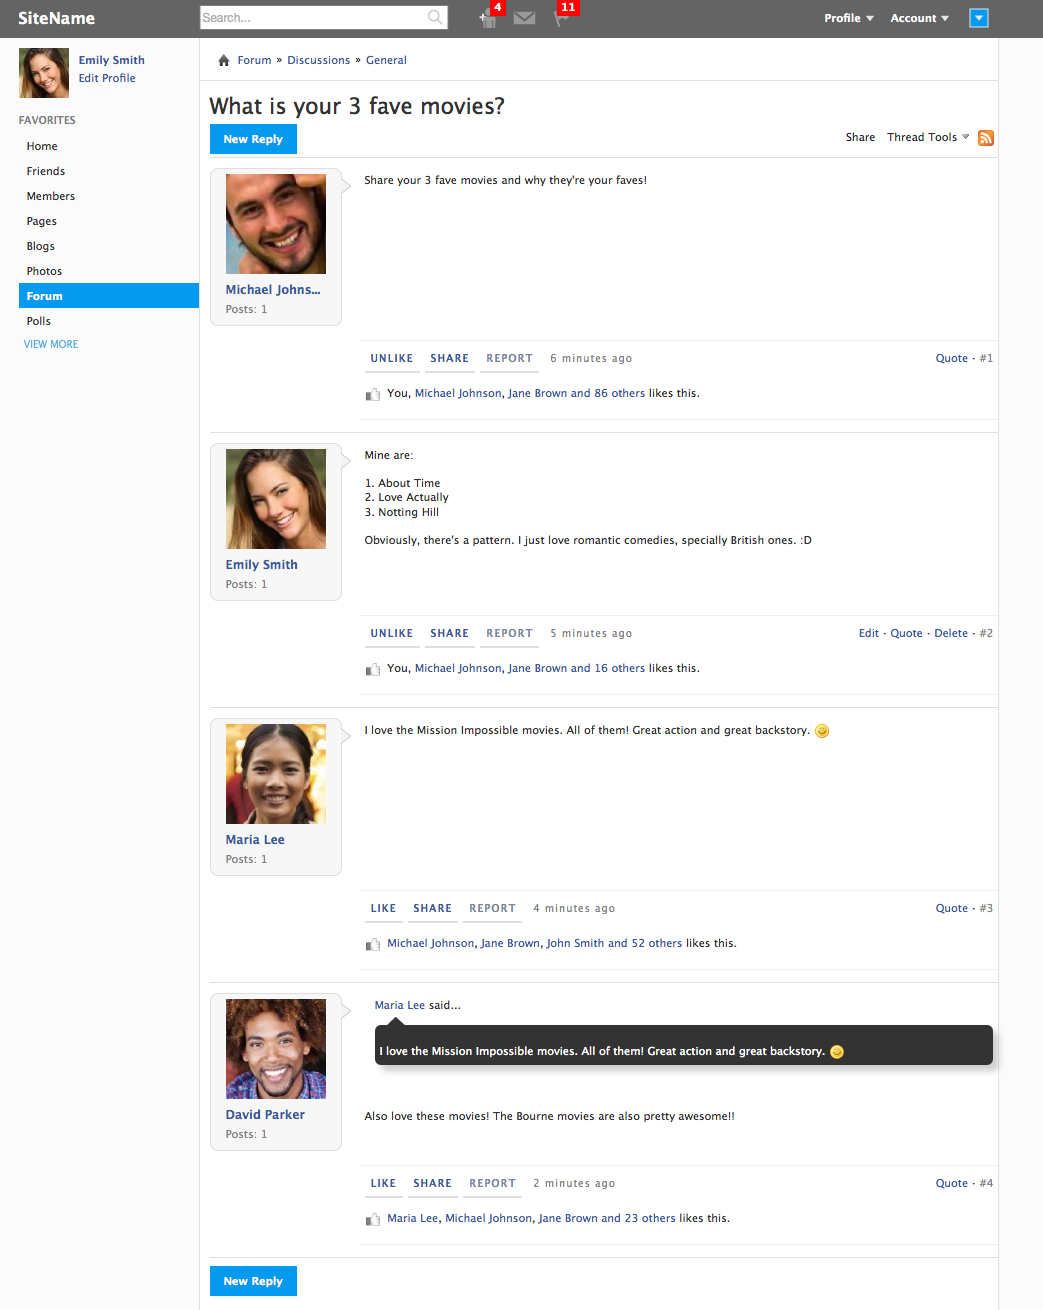 SiteName
Search...
4
11
Profile
Account
Emily Smith
Edit Profile
FAVORITES
Home
Friends
Members
Pages
Blogs
Photos
Forum
Polls
VIEW MORE
Forum » Discussions » General
What is your 3 fave movies?
New Reply
Share Thread Tools
Share your 3 fave movies and why they're your faves!
Michael Johns...
Posts: 1
UNLIKE SHARE REPORT 6 minutes ago Quote · #1
You, Michael Johnson, Jane Brown and 86 others likes this.
Mine are:
1. About Time
2. Love Actually
3. Notting Hill
Obviously, there's a pattern. I just love romantic comedies, specially British ones. :D
Emily Smith
Posts: 1
UNLIKE SHARE REPORT 5 minutes ago Edit · Quote · Delete · #2
You, Michael Johnson, Jane Brown and 16 others likes this.
I love the Mission Impossible movies. All of them! Great action and great backstory.
Maria Lee
Posts: 1
LIKE SHARE REPORT 4 minutes ago Quote · #3
Michael Johnson, Jane Brown, John Smith and 52 others likes this.
Maria Lee said...
I love the Mission Impossible movies. All of them! Great action and great backstory.
Also love these movies! The Bourne movies are also pretty awesome!!
David Parker
Posts: 1
LIKE SHARE REPORT 2 minutes ago Quote · #4
Maria Lee, Michael Johnson, Jane Brown and 23 others likes this.
New Reply